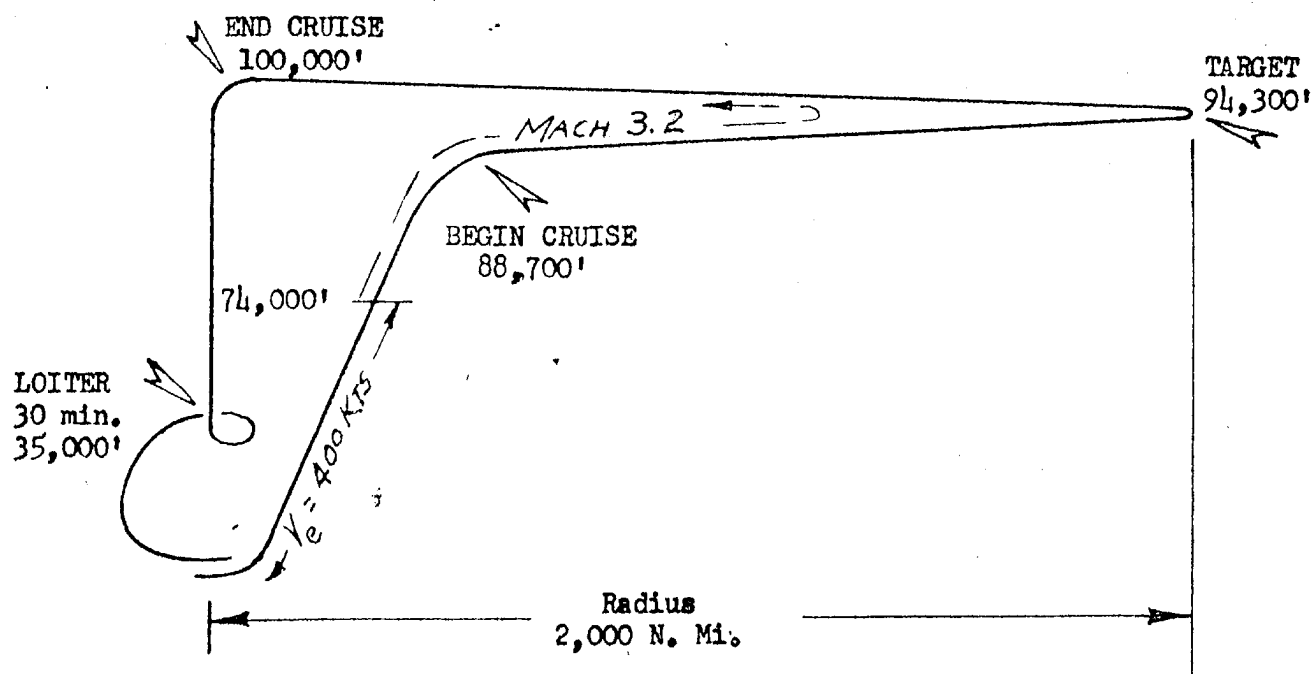 END CRUISE
100,000'
TARGET
94,300'
MACH 3.2
BEGIN CRUISE
88,700'
74,000'
LOITER
30 min.
35,000'
Ve = 400 KTS
Radius
2,000 N. Mi.